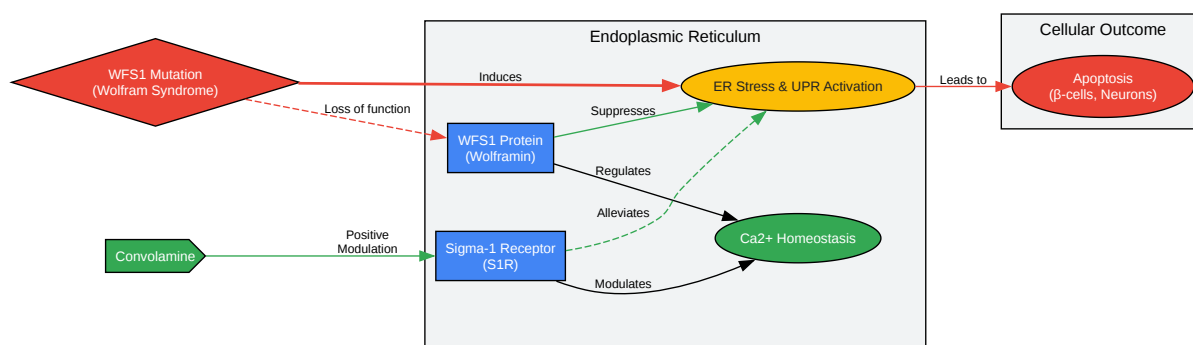 Endoplasmic Reticulum
Cellular Outcome
WFS1 Mutation
(Wolfram Syndrome)
Induces
ER Stress & UPR Activation
Leads to
Apoptosis
(β-cells, Neurons)
Loss of function
Suppresses
WFS1 Protein
(Wolframin)
Regulates
Alleviates
Positive
Modulation
Convolamine
Sigma-1 Receptor
(S1R)
Ca2+ Homeostasis
Modulates